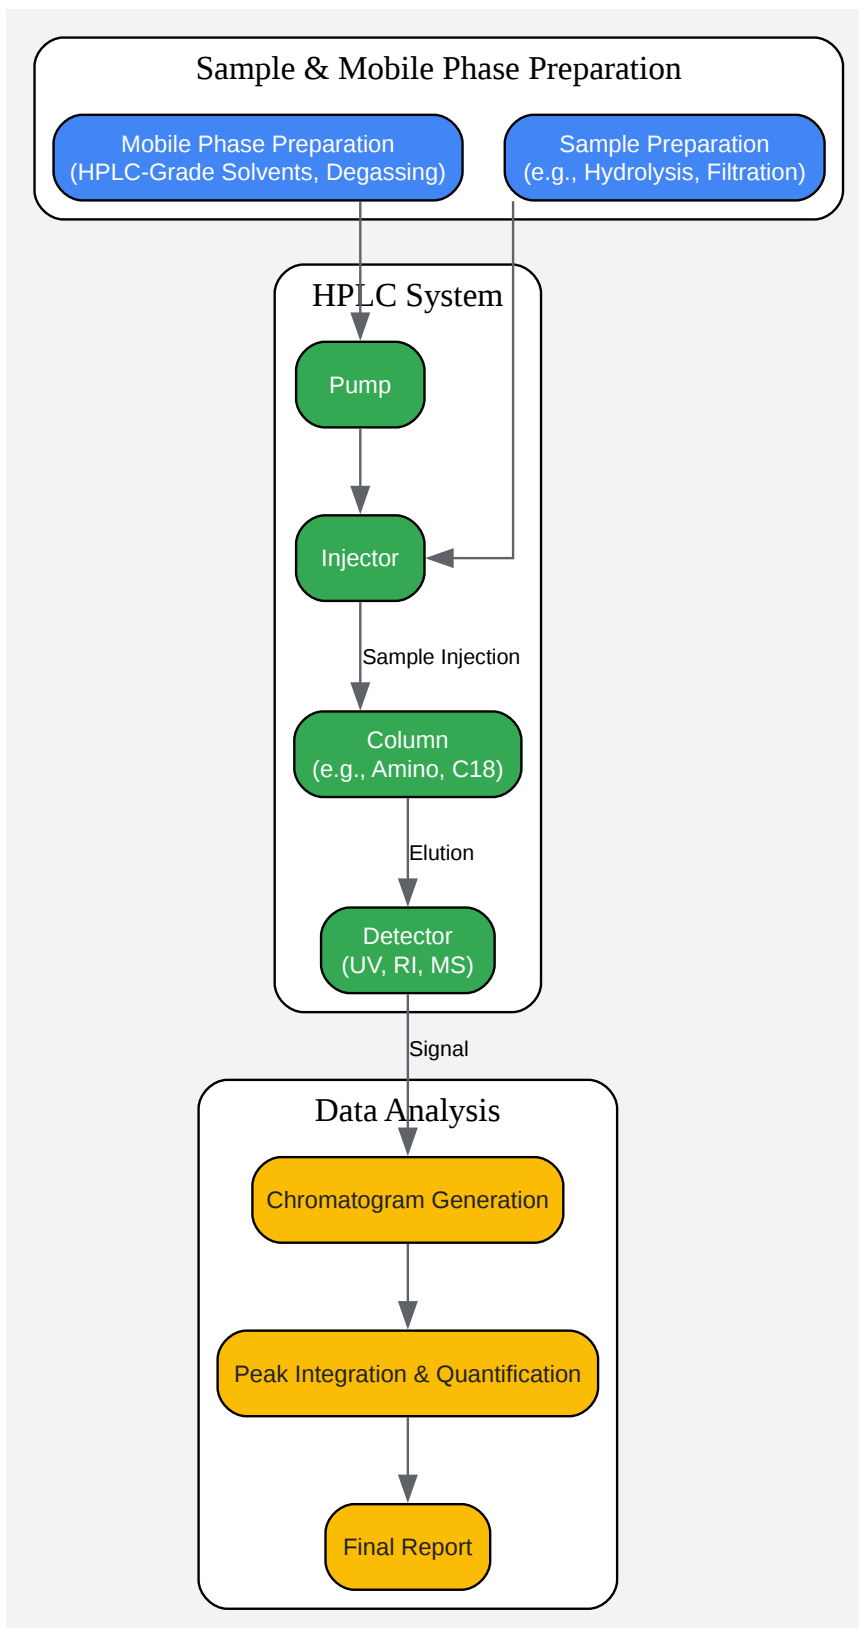 Sample & Mobile Phase Preparation
Mobile Phase Preparation
(HPLC-Grade Solvents, Degassing)
Sample Preparation
(e.g., Hydrolysis, Filtration)
HPLC System
Pump
Injector
Sample Injection
Column
(e.g., Amino, C18)
Elution
Detector
(UV, RI, MS)
Signal
Data Analysis
Chromatogram Generation
Peak Integration & Quantification
Final Report